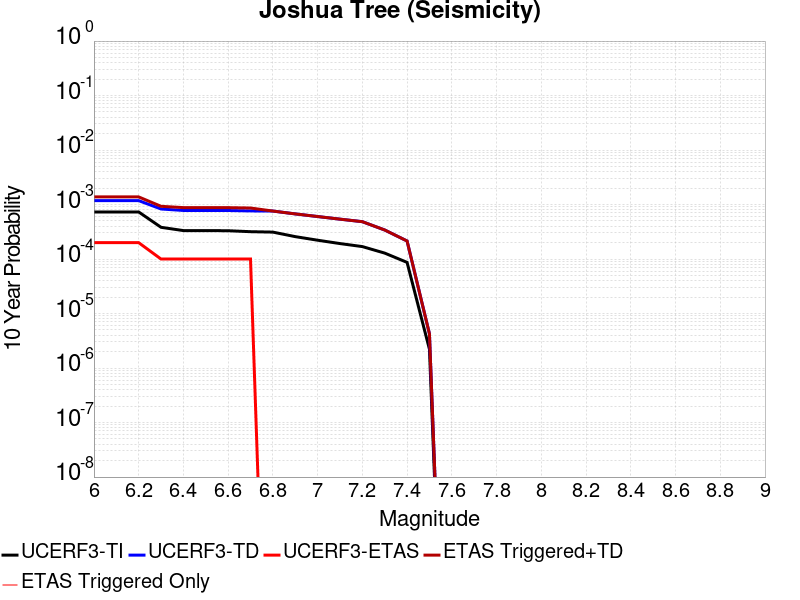 Joshua Tree (Seismicity)
10 Year Probability
10 0
10 -1
10 -2
10 -3
10 -4
10 -5
10 -6
10 -7
10 -8
6 6.2 6.4 6.6 6.8 7 7.2 7.4 7.6 7.8 8 8.2 8.4 8.6 8.8 9
Magnitude
UCERF3-TI UCERF3-TD UCERF3-ETAS ETAS Triggered+TD
ETAS Triggered Only